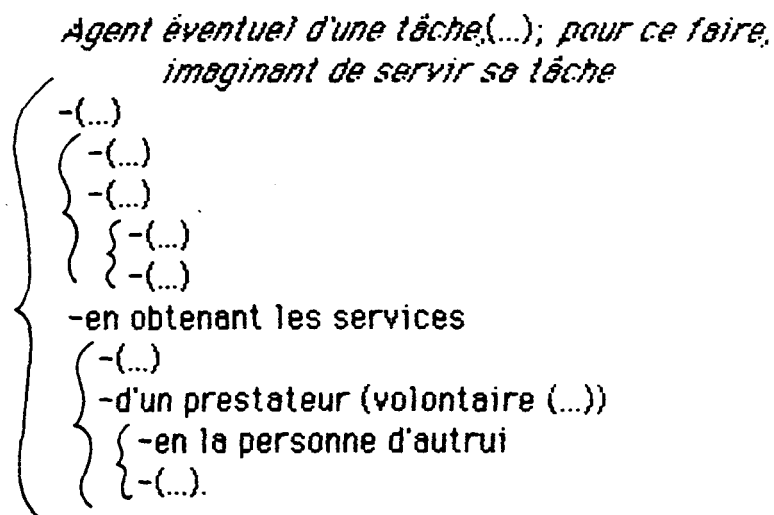 Agent éventuel d'une tâche,(...); pour ce faire,
imaginant de servir sa tâche
-(...)
-(...)
-(...)
-(...)
-(...)
-en obtenant les services
-(...)
-d'un prestateur (volontaire (...))
-en la personne d'autrui
-(...).